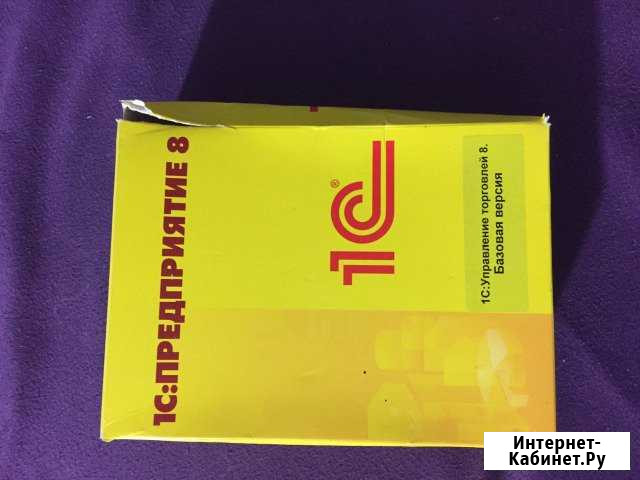 1С:ПРЕДПРИЯТИЕ 8
1С
®
1С:Управление торговлей 8.
Базовая версия
Интернет-
Кабинет.Ру